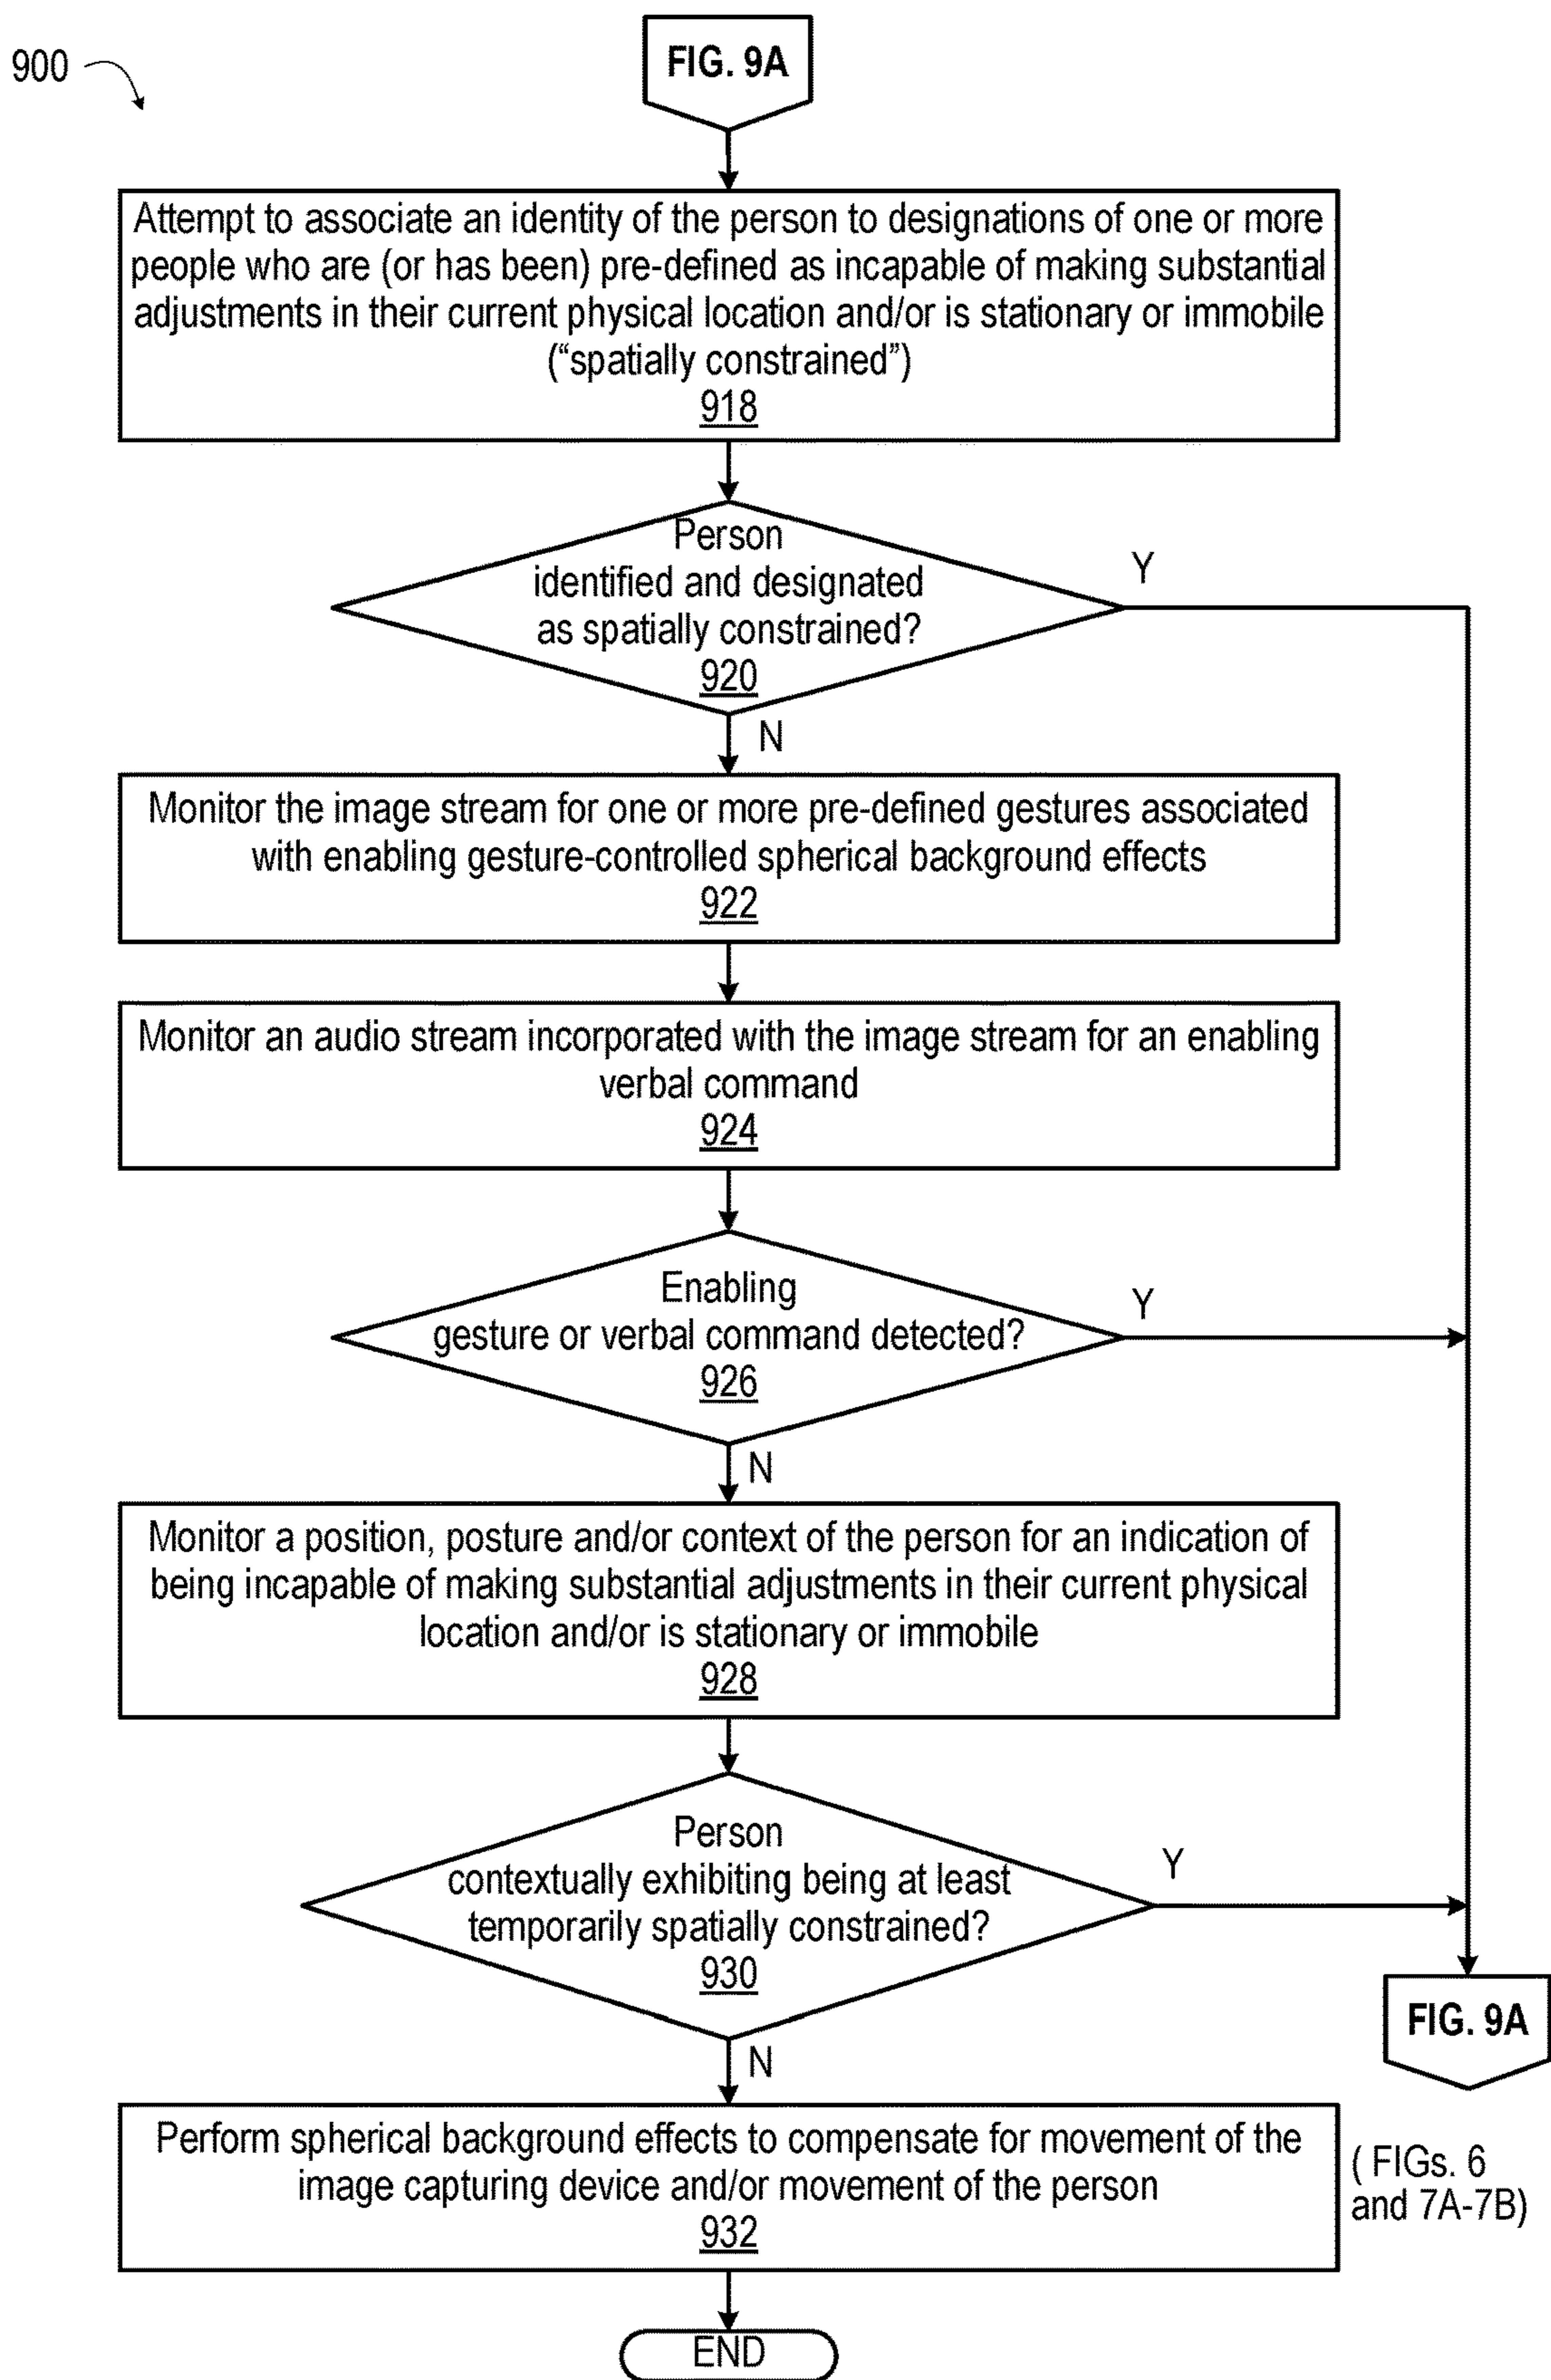 900
FIG. 9A
Attempt to associate an identity of the person to designations of one or more
people who are (or has been) pre-defined as incapable of making substantial
adjustments in their current physical location and/or is stationary or immobile
(“spatially constrained”)
918
Person
identified and designated
as spatially constrained?
920
Y
N
Monitor the image stream for one or more pre-defined gestures associated
with enabling gesture-controlled spherical background effects
922
Monitor an audio stream incorporated with the image stream for an enabling
verbal command
924
Enabling
gesture or verbal command detected?
926
Y
N
Monitor a position, posture and/or context of the person for an indication of
being incapable of making substantial adjustments in their current physical
location and/or is stationary or immobile
928
Person
contextually exhibiting being at least
temporarily spatially constrained?
930
Y
FIG. 9A
N
Perform spherical background effects to compensate for movement of the
image capturing device and/or movement of the person
932
( FIGs. 6
and 7A-7B)
END